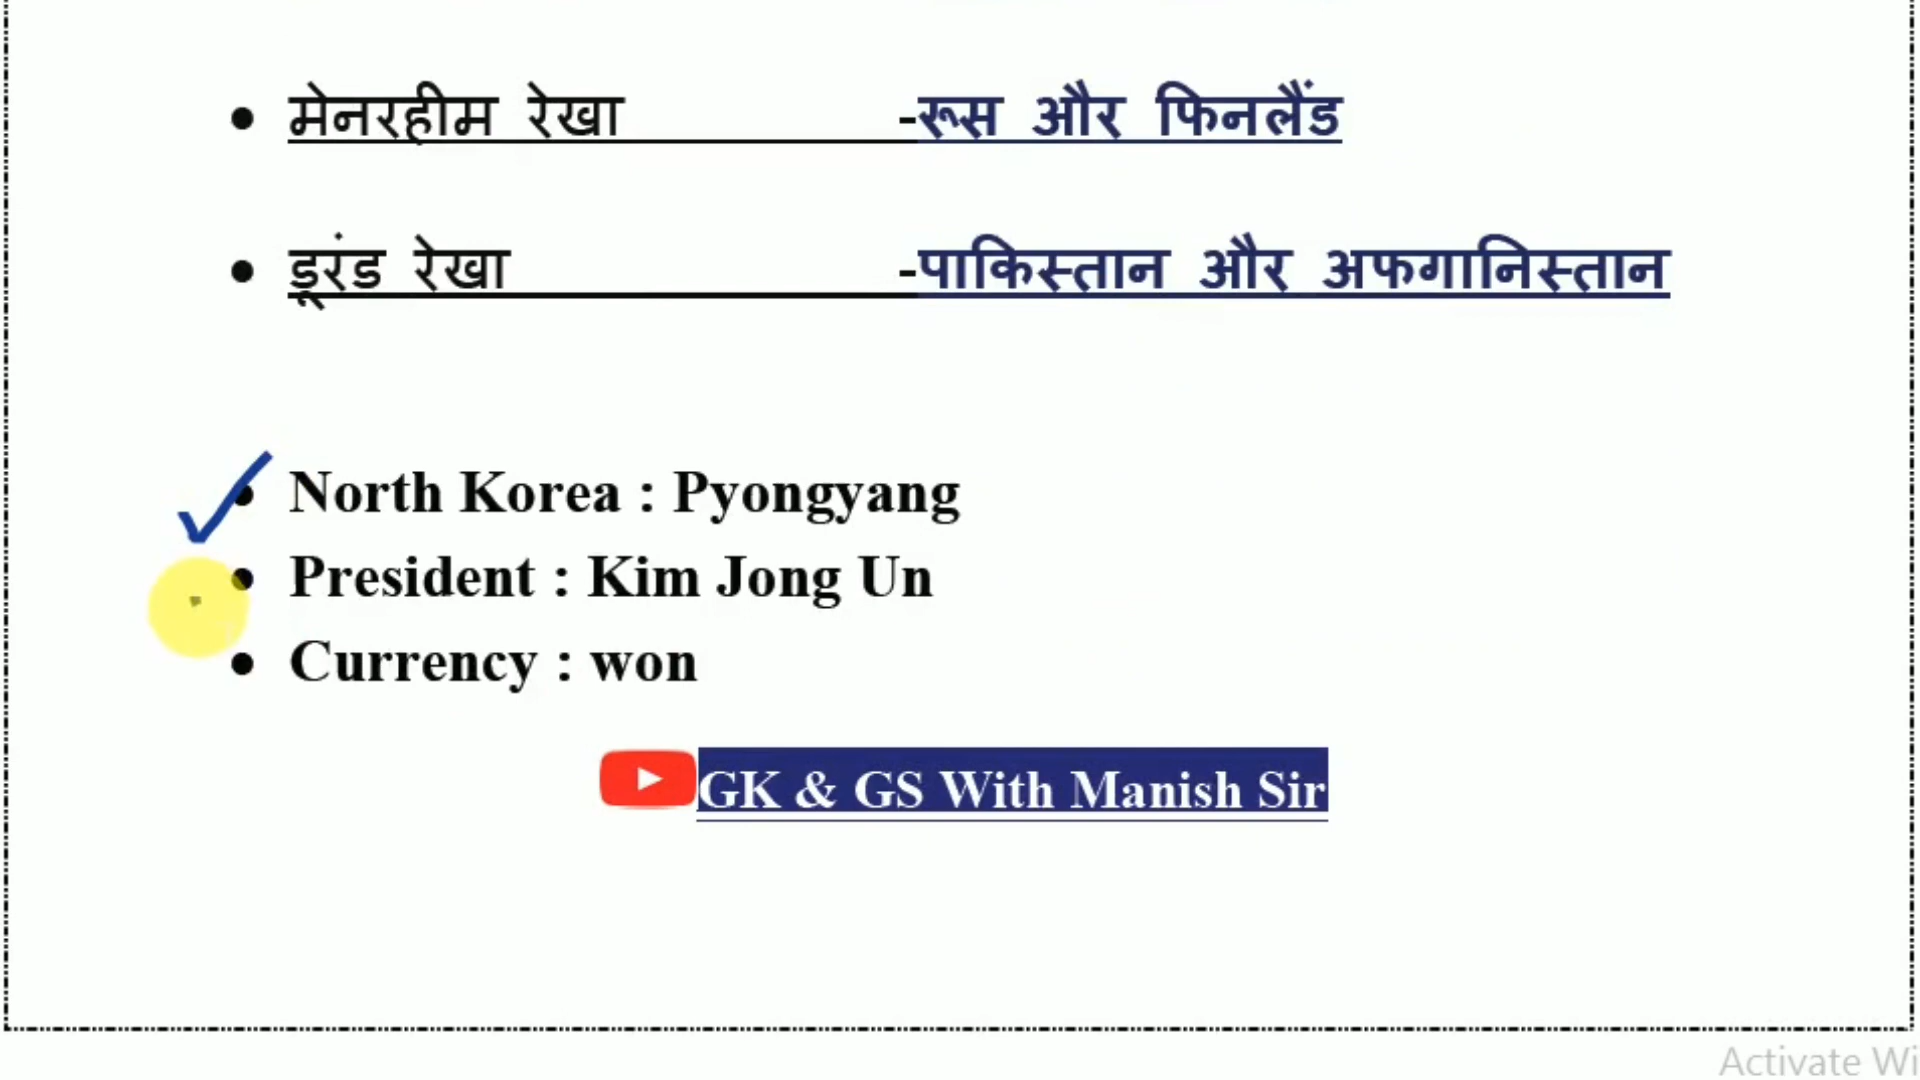 • मेनरहीम रेखा -रूस और फिनलैंड
• डूरंड रेखा -पाकिस्तान और अफगानिस्तान
• North Korea : Pyongyang
• President : Kim Jong Un
• Currency : won
GK & GS With Manish Sir
Activate Wi